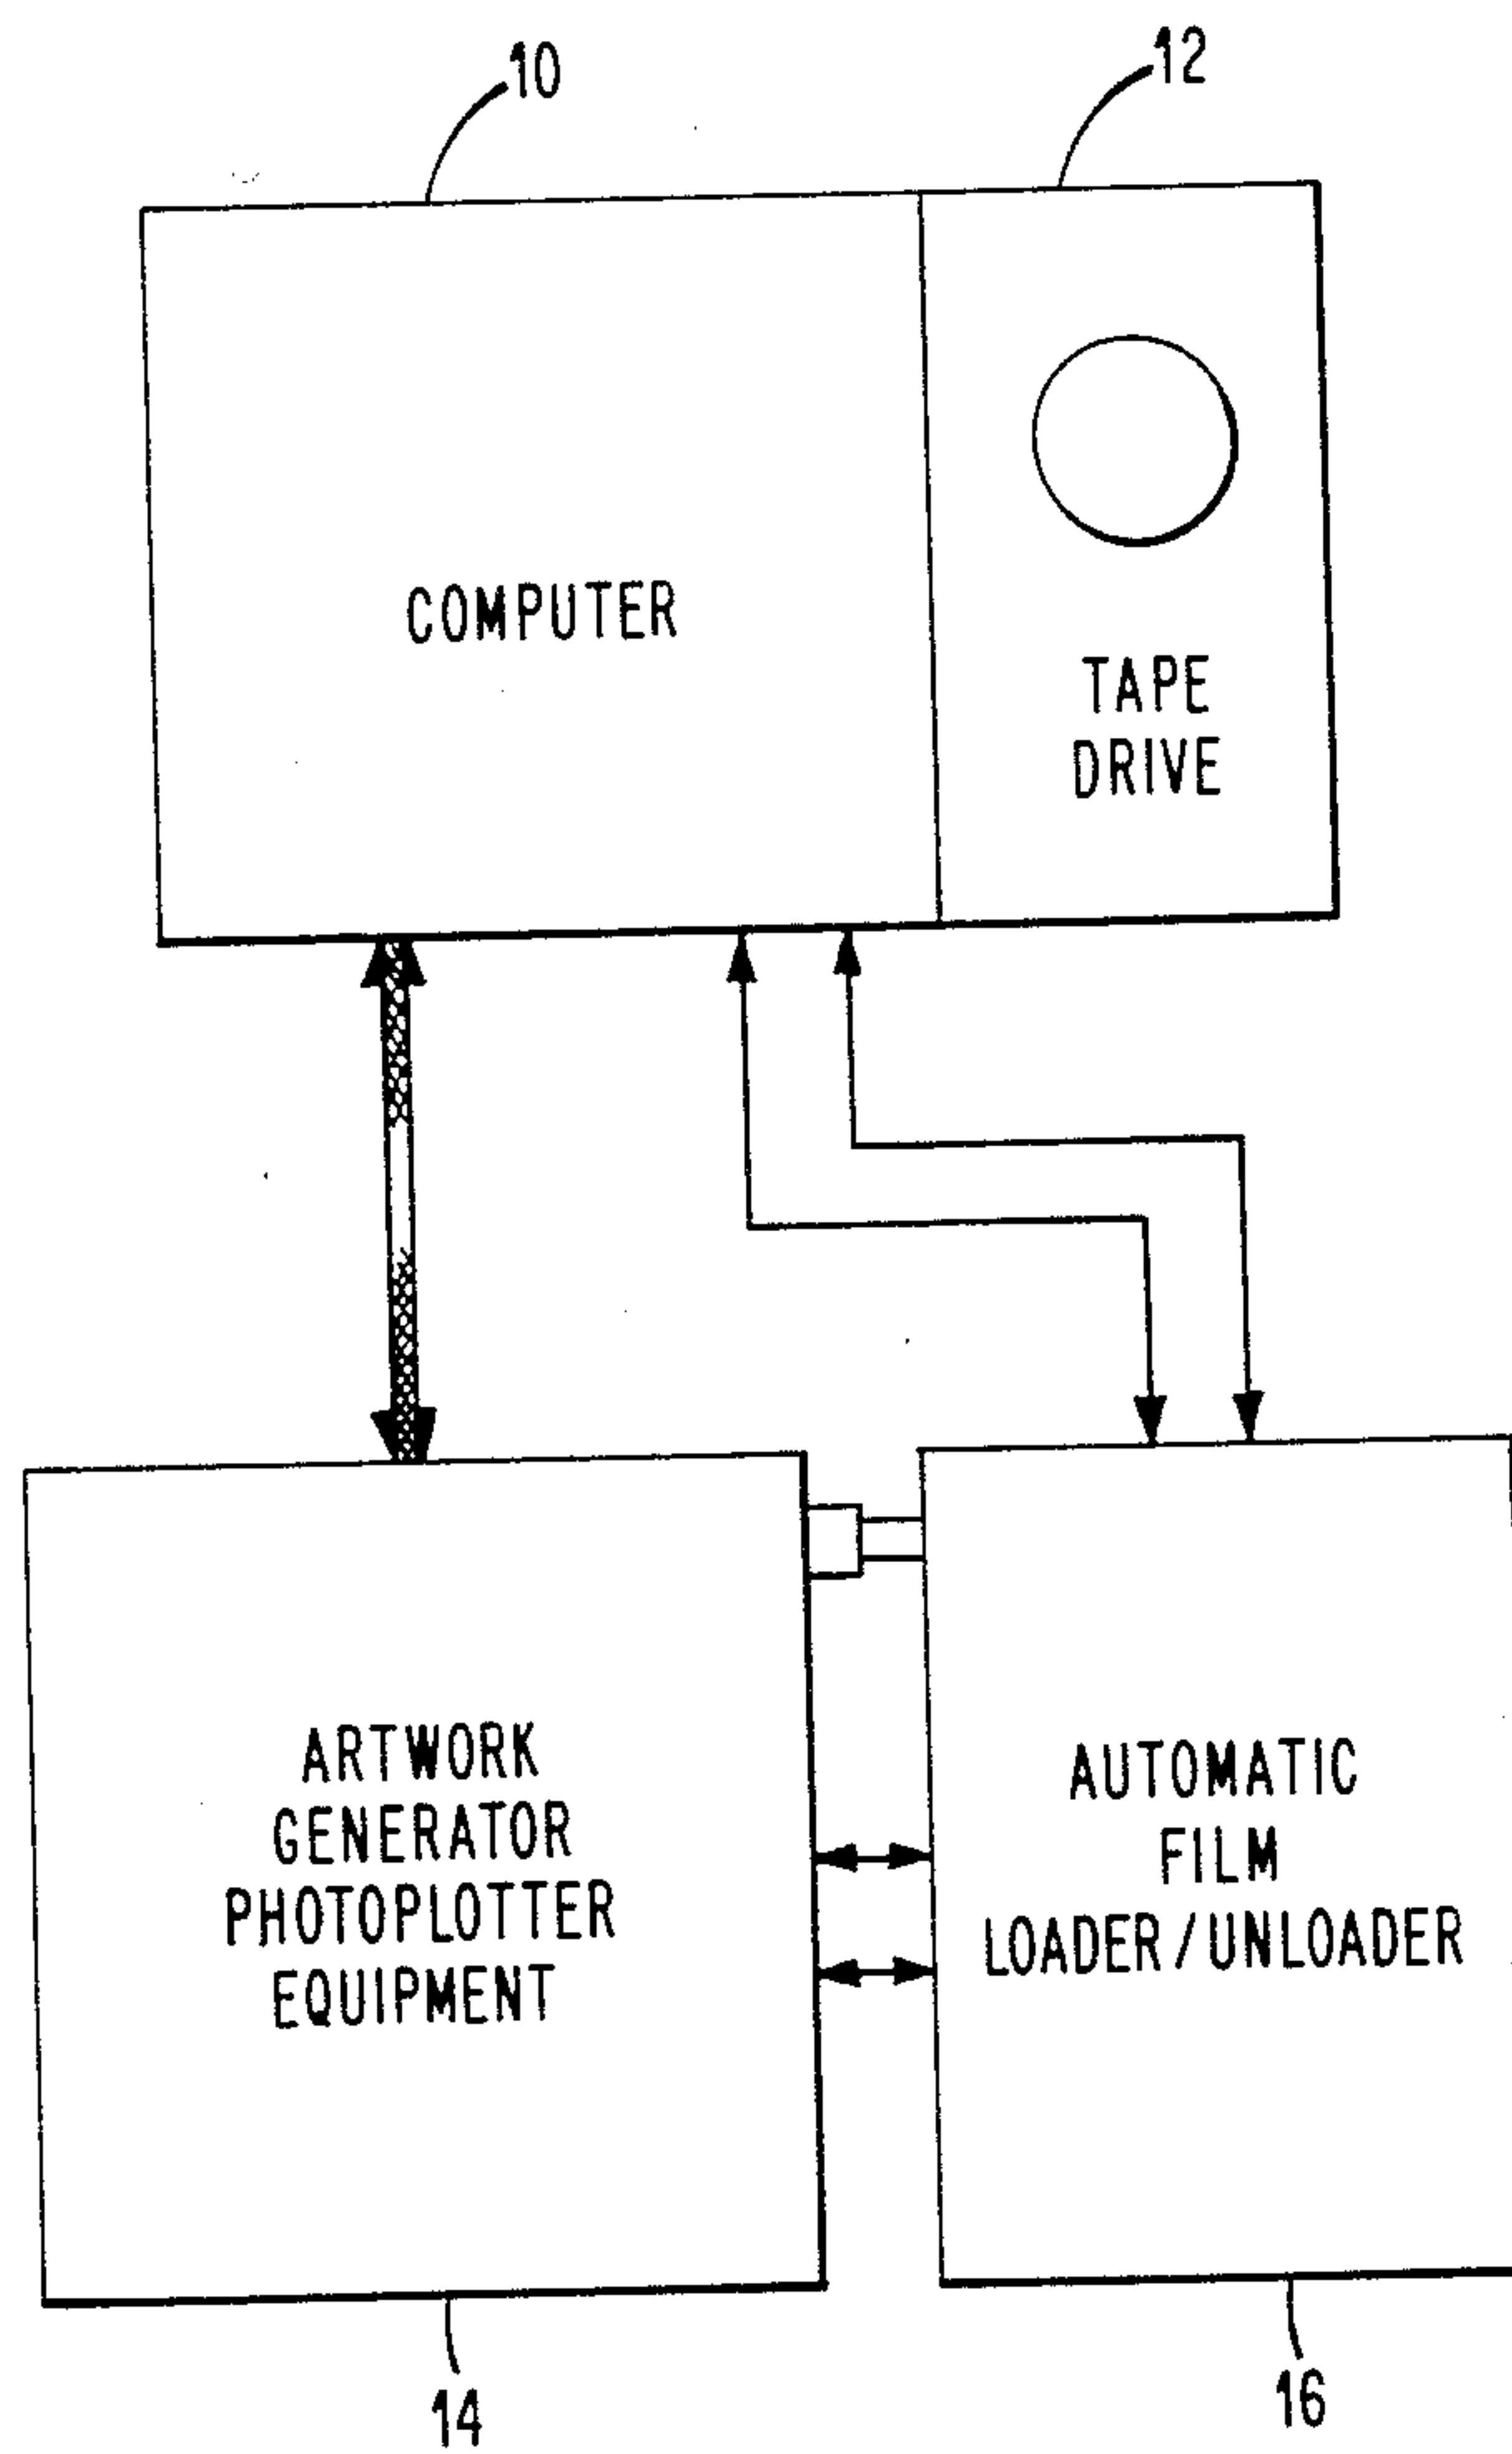 10
12
COMPUTER
TAPE
DRIVE
ARTWORK
GENERATOR
PHOTOPLOTTER
EQUIPMENT
AUTOMATIC
FILM
LOADER/UNLOADER
14
16